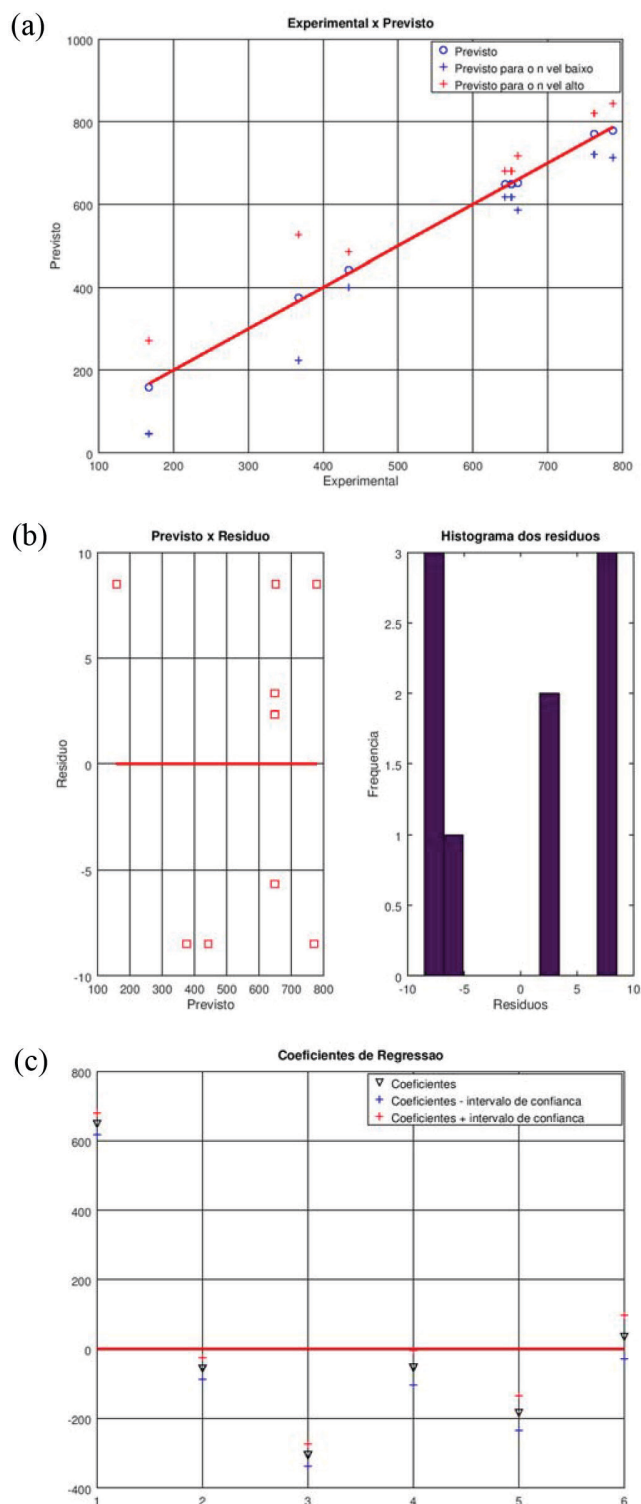 (a)
Experimental x Previsto
Previsto
Previsto para o n vel baixo
Previsto para o n vel alto
1000
800
600
400
200
0
Previsto
100 200 300 400 500 600 700 800
Experimental
(b)
Previsto x Residuo
10
5
0
-5
-10
Residuo
100 200 300 400 500 600 700 800
Previsto
Histograma dos residuos
3
2.5
2
1.5
1
0.5
0
Frequencia
-10 -5 0 5 10
Residuos
(c)
Coeficientes de Regressao
Coeficientes
Coeficientes - intervalo de confianca
Coeficientes + intervalo de confianca
800
600
400
200
0
-200
-400
1 2 3 4 5 6